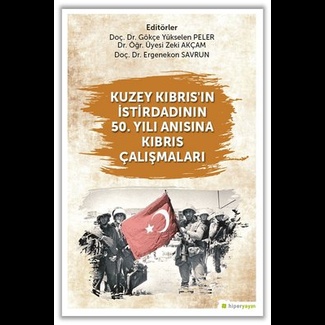 Editörler
Doç. Dr. Gökçe Yükselen PELER
Dr. Öğr. Üyesi Zeki AKÇAM
Doç. Dr. Ergenekon SAVRUN
KUZEY KIBRIS'IN
İSTİRDADININ
50. YILI ANISINA
KIBRIS
ÇALIŞMALARI
hiperyayın